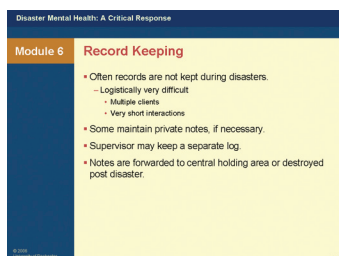 Disaster Mental Health: A Critical Response
Module 6
Record Keeping
▪ Often records are not kept during disasters.
– Logistically very difficult
• Multiple clients
• Very short interactions
▪ Some maintain private notes, if necessary.
▪ Supervisor may keep a separate log.
▪ Notes are forwarded to central holding area or destroyed
post disaster.